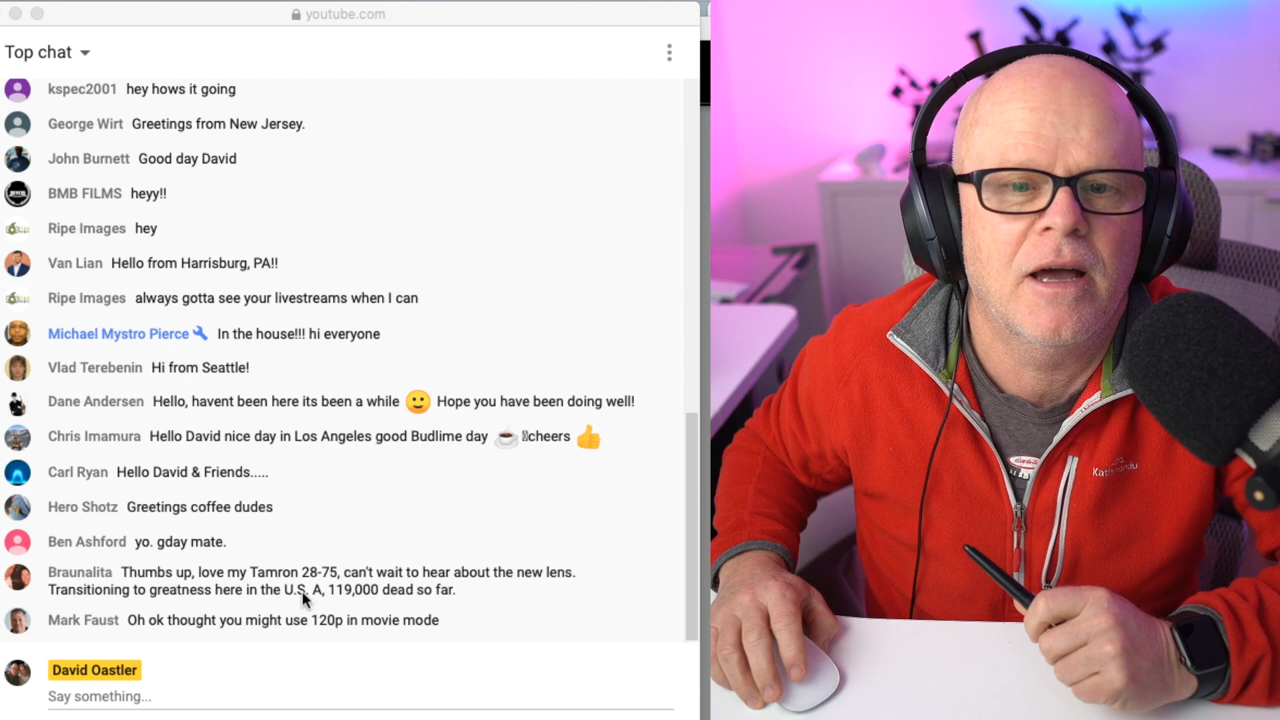 youtube.com
Top chat
kspec2001 hey hows it going
George Wirt Greetings from New Jersey.
John Burnett Good day David
BMB FILMS heyy!!
Ripe Images hey
Van Lian Hello from Harrisburg, PA!!
Ripe Images always gotta see your livestreams when I can
Michael Mystro Pierce In the house!!! hi everyone
Vlad Terebenin Hi from Seattle!
Dane Andersen Hello, havent been here its been a while 🙂 Hope you have been doing well!
Chris Imamura Hello David nice day in Los Angeles good Budlime day ☕ cheers 👍
Carl Ryan Hello David & Friends.....
Hero Shotz Greetings coffee dudes
Ben Ashford yo. gday mate.
Braunalita Thumbs up, love my Tamron 28-75, can't wait to hear about the new lens.
Transitioning to greatness here in the U.S. A, 119,000 dead so far.
Mark Faust Oh ok thought you might use 120p in movie mode
David Oastler
Say something...
Kathmandu